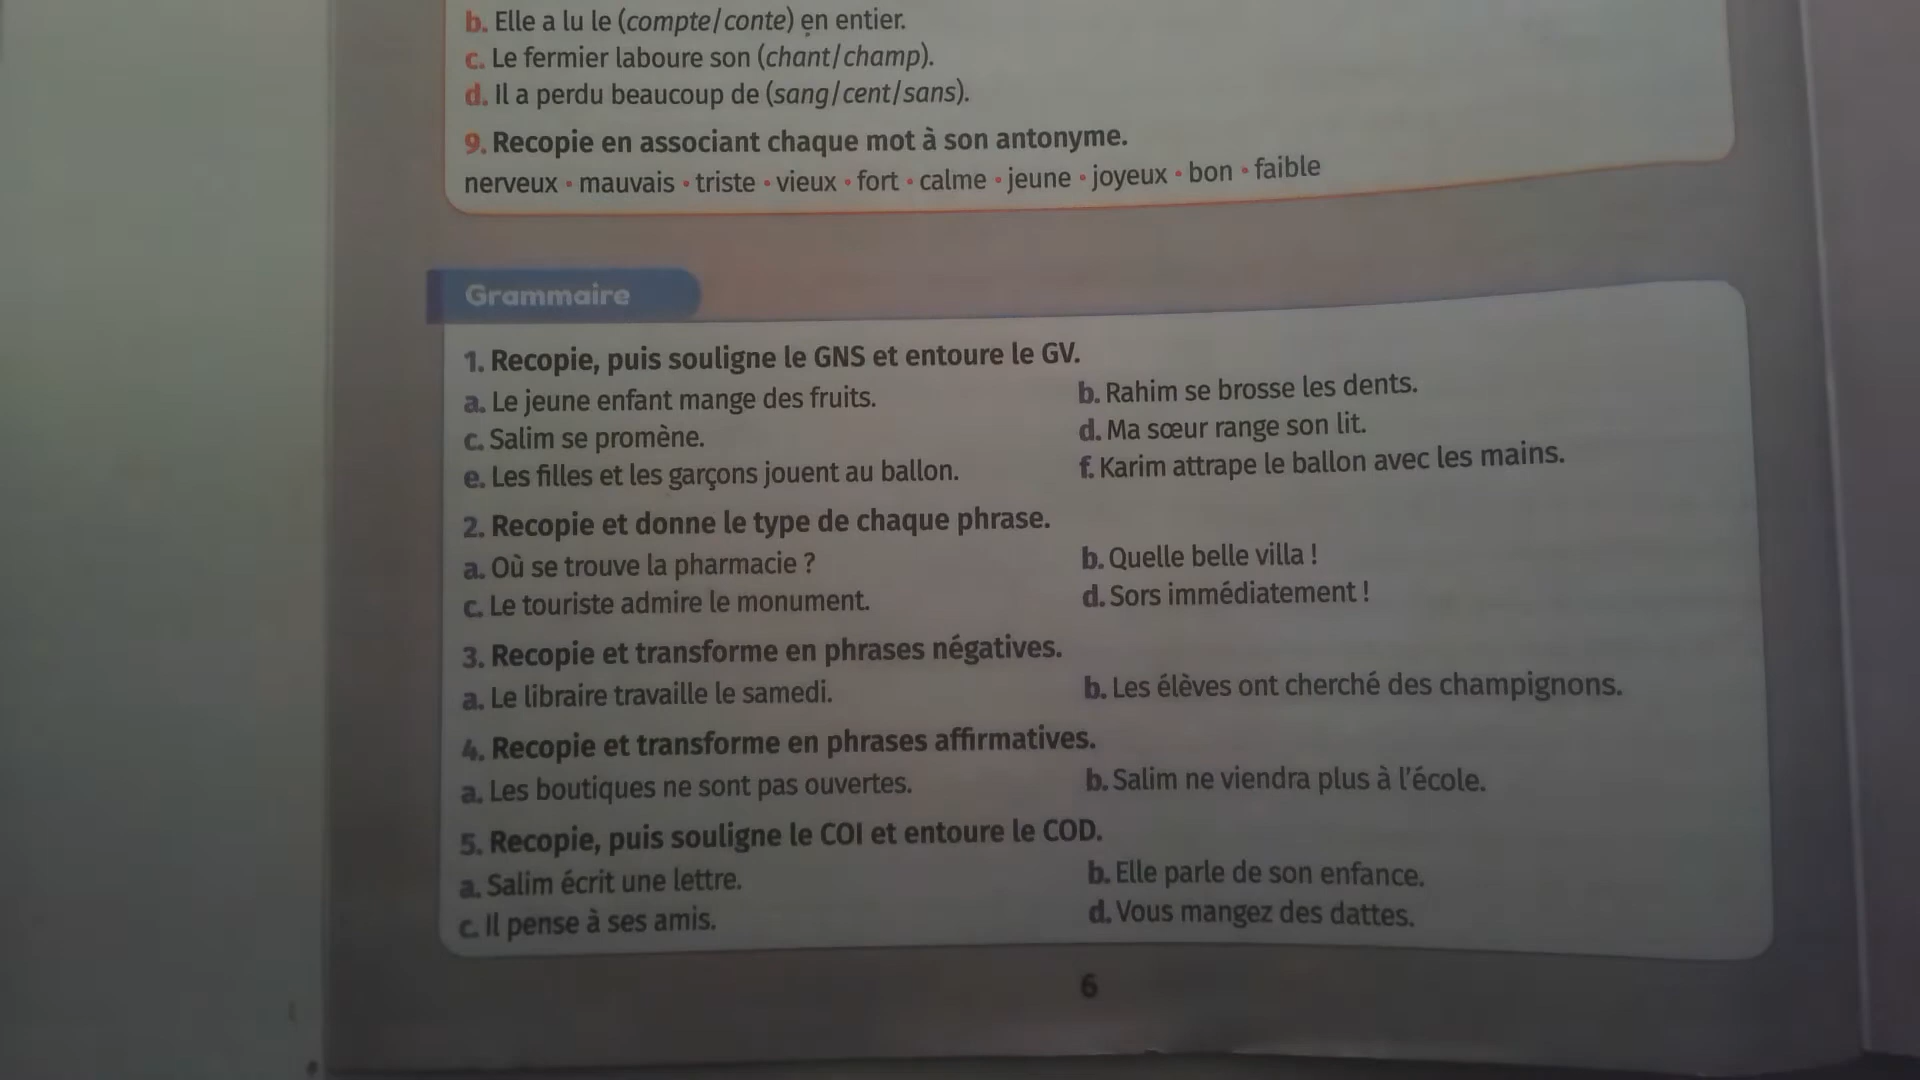 b. Elle a lu le (compte/conte) en entier.
c. Le fermier laboure son (chant/champ).
d. Il a perdu beaucoup de (sang/cent/sans).
9. Recopie en associant chaque mot à son antonyme.
nerveux • mauvais • triste • vieux • fort • calme • jeune • joyeux • bon • faible
Grammaire
1. Recopie, puis souligne le GNS et entoure le GV.
a. Le jeune enfant mange des fruits.
b. Rahim se brosse les dents.
c. Salim se promène.
d. Ma sœur range son lit.
e. Les filles et les garçons jouent au ballon.
f. Karim attrape le ballon avec les mains.
2. Recopie et donne le type de chaque phrase.
a. Où se trouve la pharmacie ?
b. Quelle belle villa !
c. Le touriste admire le monument.
d. Sors immédiatement !
3. Recopie et transforme en phrases négatives.
a. Le libraire travaille le samedi.
b. Les élèves ont cherché des champignons.
4. Recopie et transforme en phrases affirmatives.
a. Les boutiques ne sont pas ouvertes.
b. Salim ne viendra plus à l'école.
5. Recopie, puis souligne le COI et entoure le COD.
a. Salim écrit une lettre.
b. Elle parle de son enfance.
c. Il pense à ses amis.
d. Vous mangez des dattes.
6